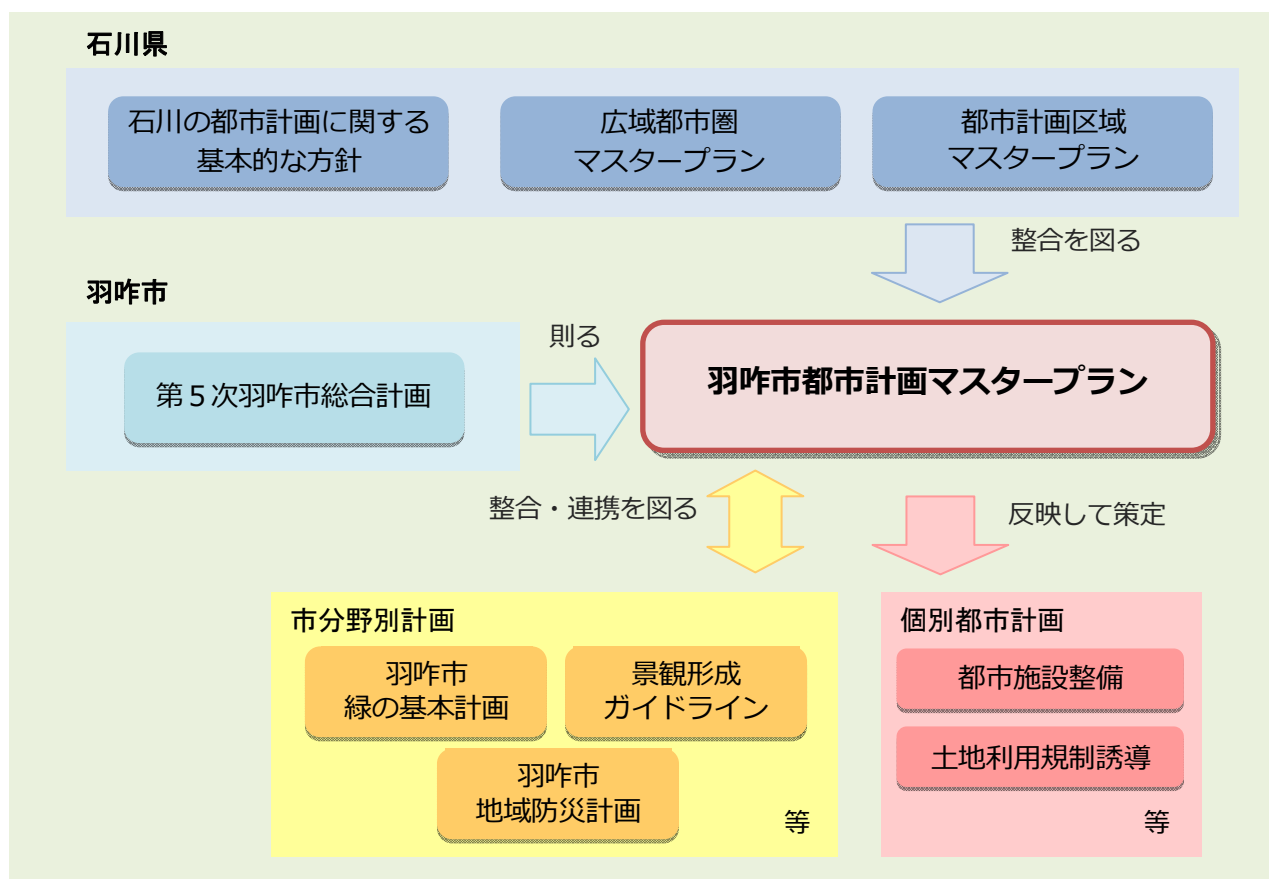 石川県
石川の都市計画に関する
基本的な方針
広域都市圏
マスタープラン
都市計画区域
マスタープラン
整合を図る
羽咋市
第５次羽咋市総合計画
則る
羽咋市都市計画マスタープラン
整合・連携を図る
反映して策定
市分野別計画
羽咋市
緑の基本計画
景観形成
ガイドライン
羽咋市
地域防災計画
等
個別都市計画
都市施設整備
土地利用規制誘導
等